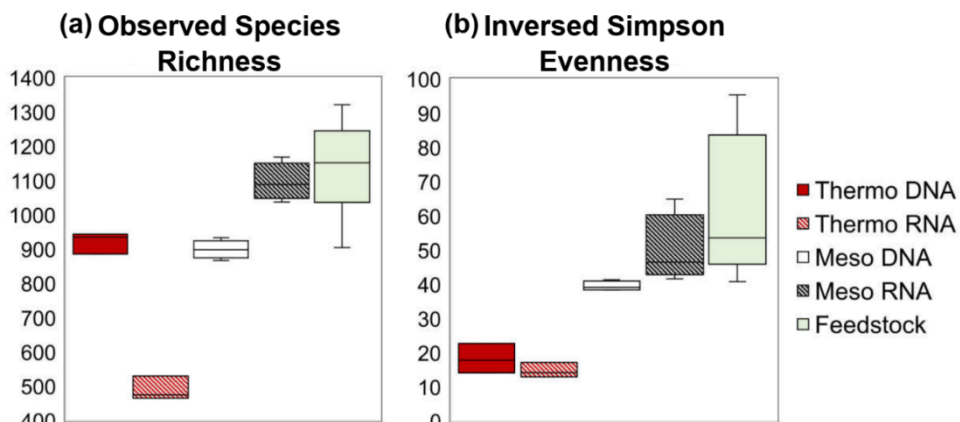 (a) Observed Species
Richness
1400
1300
1200
1100
1000
900
800
700
600
500
400
(b) Inversed Simpson
Evenness
100
90
80
70
60
50
40
30
20
10
0
Thermo DNA
Thermo RNA
Meso DNA
Meso RNA
Feedstock